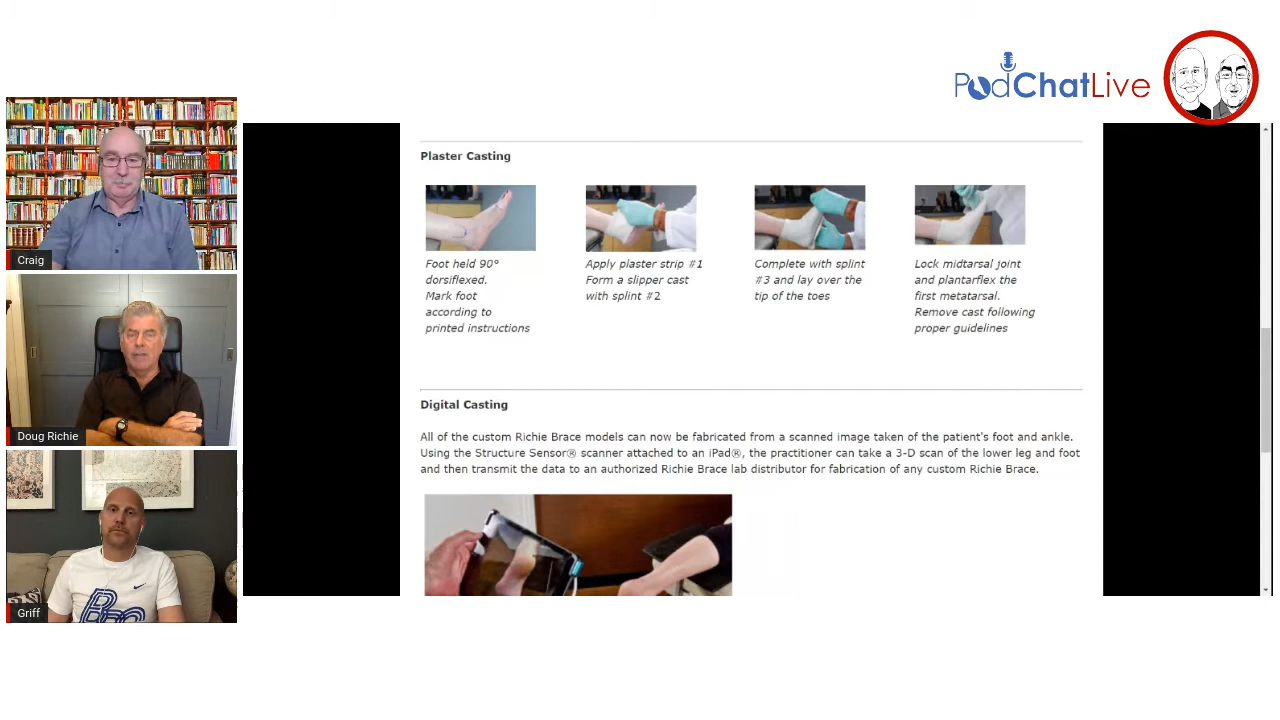 PodChatLive
Craig
Doug Richie
Griff
Plaster Casting
Foot held 90°
dorsiflexed.
Mark foot
according to
printed instructions
Apply plaster strip #1
Form a slipper cast
with splint #2
Complete with splint
#3 and lay over the
tip of the toes
Lock midtarsal joint
and plantarflex the
first metatarsal.
Remove cast following
proper guidelines
Digital Casting
All of the custom Richie Brace models can now be fabricated from a scanned image taken of the patient's foot and ankle.
Using the Structure Sensor® scanner attached to an iPad®, the practitioner can take a 3-D scan of the lower leg and foot
and then transmit the data to an authorized Richie Brace lab distributor for fabrication of any custom Richie Brace.